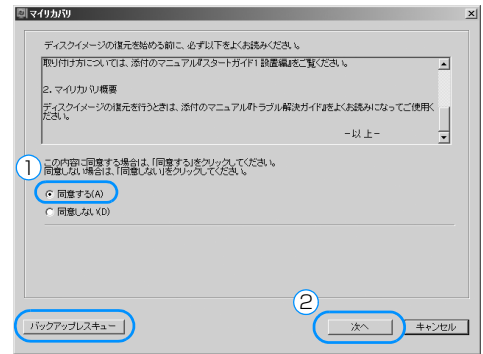 マイリカバリ
ディスクイメージの復元を始める前に、必ず以下をよくお読みください。
取り付け方については、添付のマニュアル『スタートガイド1 設置編』をご覧ください。
2. マイリカバリ概要
ディスクイメージの復元を行うときは、添付のマニュアル『トラブル解決ガイド』をよくお読みになってご使用く
ださい。
－以 上－
1
この内容に同意する場合は、「同意する」をクリックしてください。
同意しない場合は、「同意しない」をクリックしてください。
同意する(A)
同意しない(D)
2
バックアップレスキュー
次へ
キャンセル